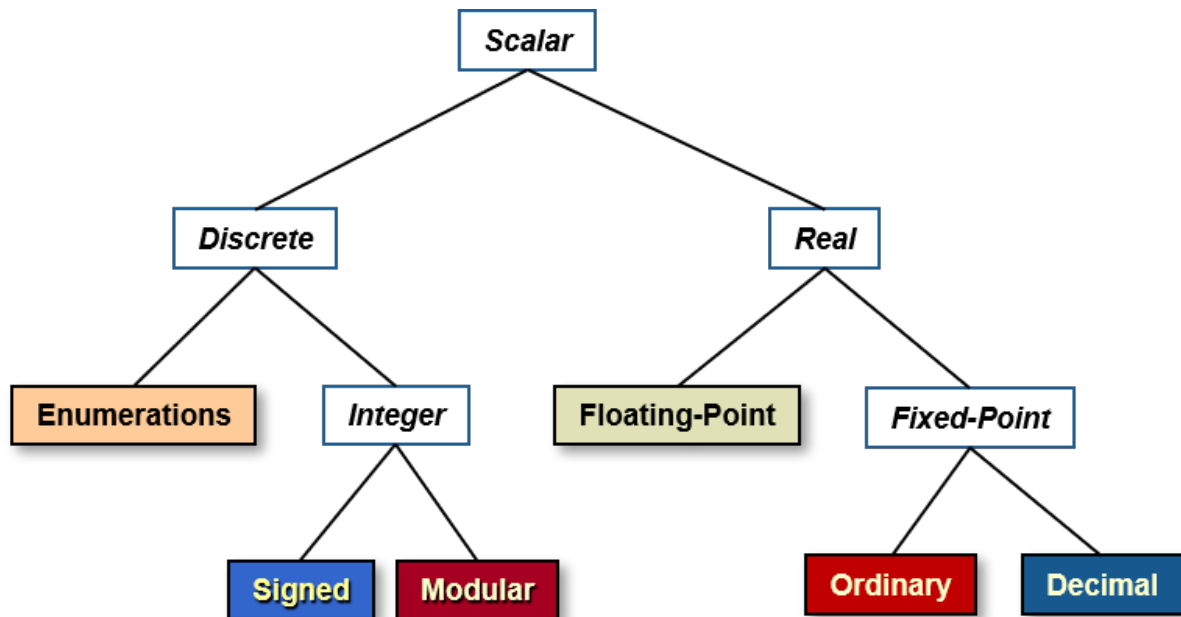 Scalar
Discrete
Real
Enumerations
Integer
Floating-Point
Fixed-Point
Signed
Modular
Ordinary
Decimal